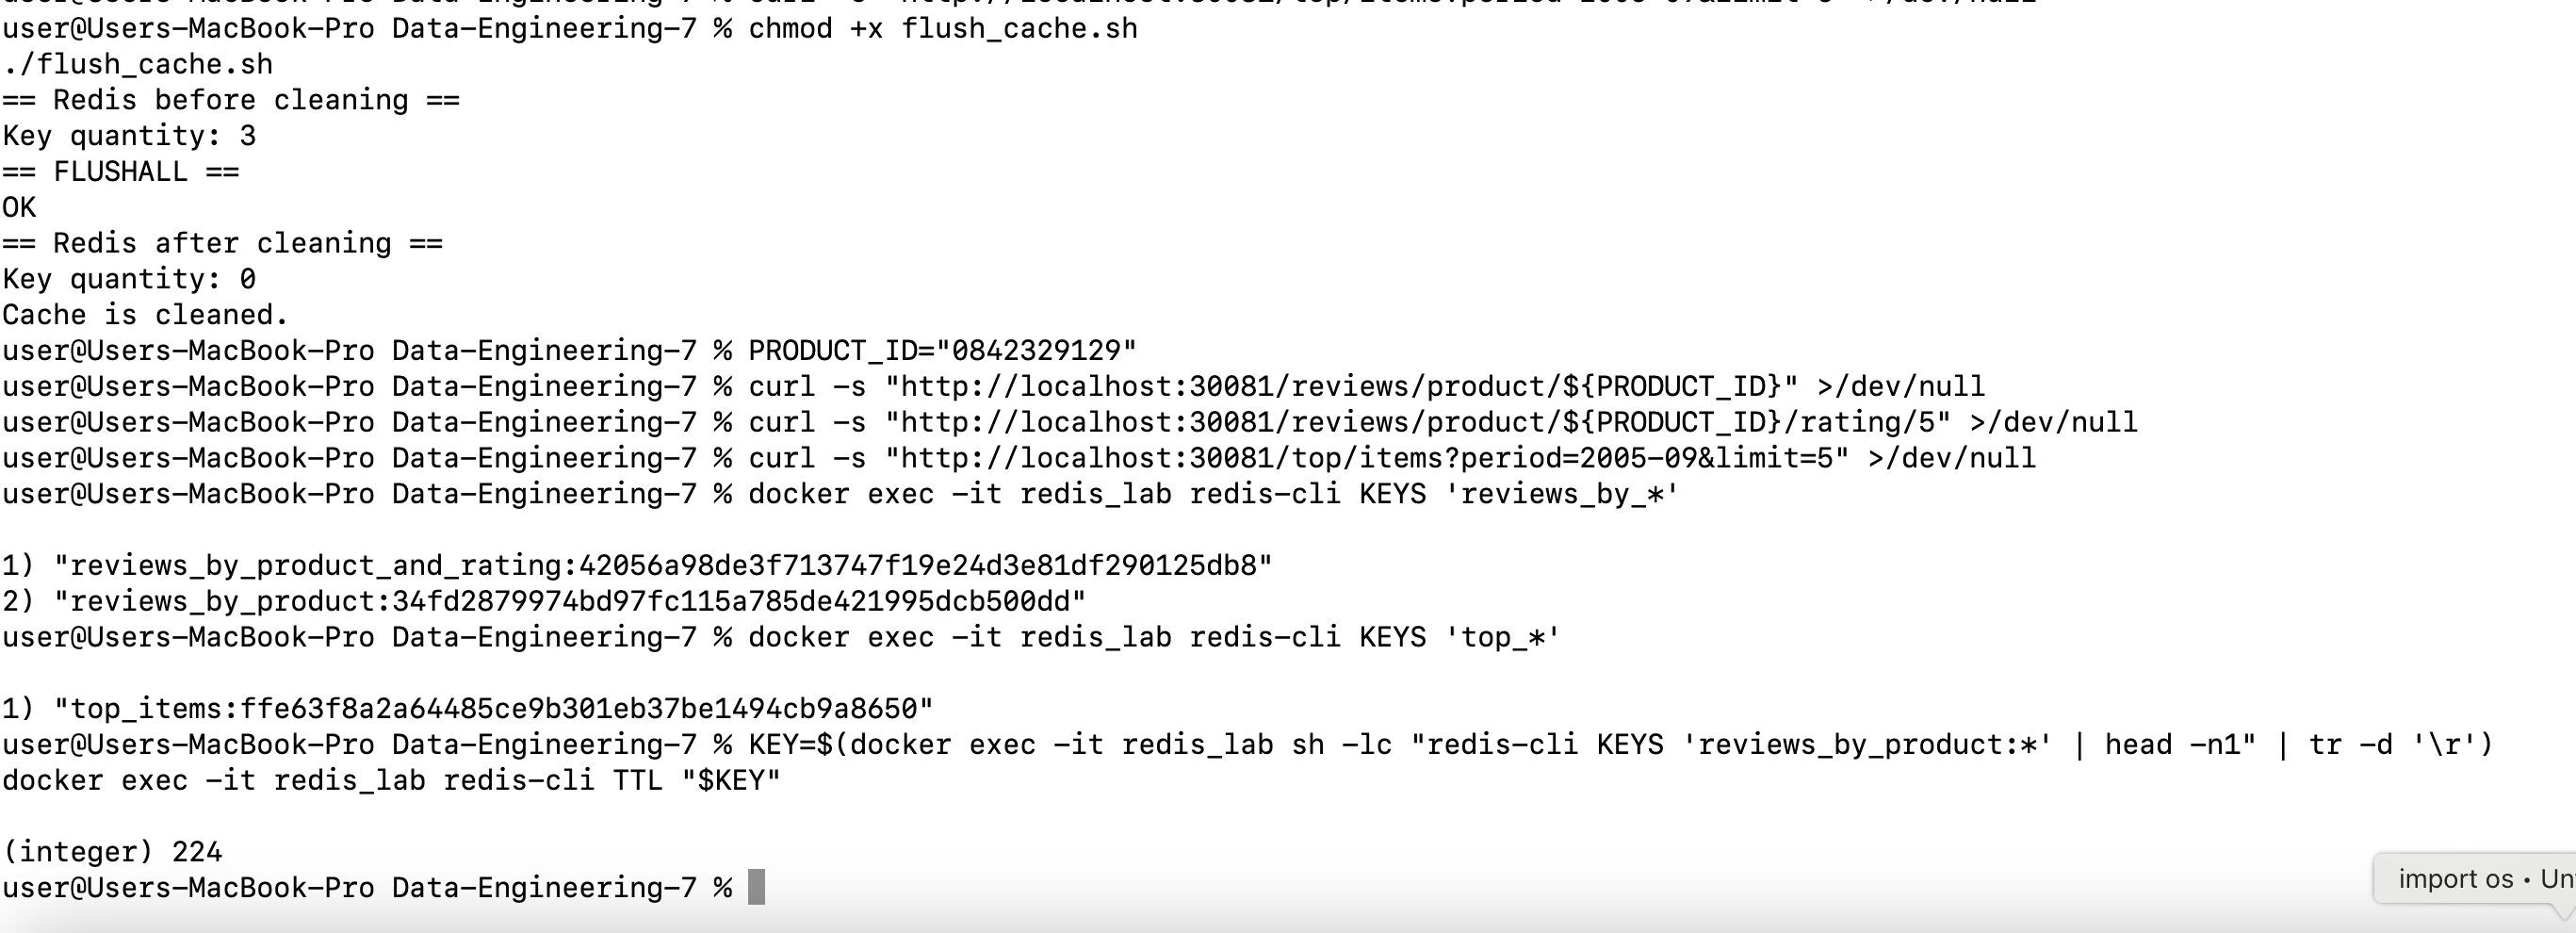 user@Users-MacBook-Pro Data-Engineering-7 % chmod +x flush_cache.sh
./flush_cache.sh
== Redis before cleaning ==
Key quantity: 3
== FLUSHALL ==
OK
== Redis after cleaning ==
Key quantity: 0
Cache is cleaned.
user@Users-MacBook-Pro Data-Engineering-7 % PRODUCT_ID="0842329129"
user@Users-MacBook-Pro Data-Engineering-7 % curl -s "http://localhost:30081/reviews/product/${PRODUCT_ID}" >/dev/null
user@Users-MacBook-Pro Data-Engineering-7 % curl -s "http://localhost:30081/reviews/product/${PRODUCT_ID}/rating/5" >/dev/null
user@Users-MacBook-Pro Data-Engineering-7 % curl -s "http://localhost:30081/top/items?period=2005-09&limit=5" >/dev/null
user@Users-MacBook-Pro Data-Engineering-7 % docker exec -it redis_lab redis-cli KEYS 'reviews_by_*'
1) "reviews_by_product_and_rating:42056a98de3f713747f19e24d3e81df290125db8"
2) "reviews_by_product:34fd2879974bd97fc115a785de421995dcb500dd"
user@Users-MacBook-Pro Data-Engineering-7 % docker exec -it redis_lab redis-cli KEYS 'top_*'
1) "top_items:ffe63f8a2a64485ce9b301eb37be1494cb9a8650"
user@Users-MacBook-Pro Data-Engineering-7 % KEY=$(docker exec -it redis_lab sh -lc "redis-cli KEYS 'reviews_by_product:*' | head -n1" | tr -d '\r')
docker exec -it redis_lab redis-cli TTL "$KEY"
(integer) 224
user@Users-MacBook-Pro Data-Engineering-7 %
import os •